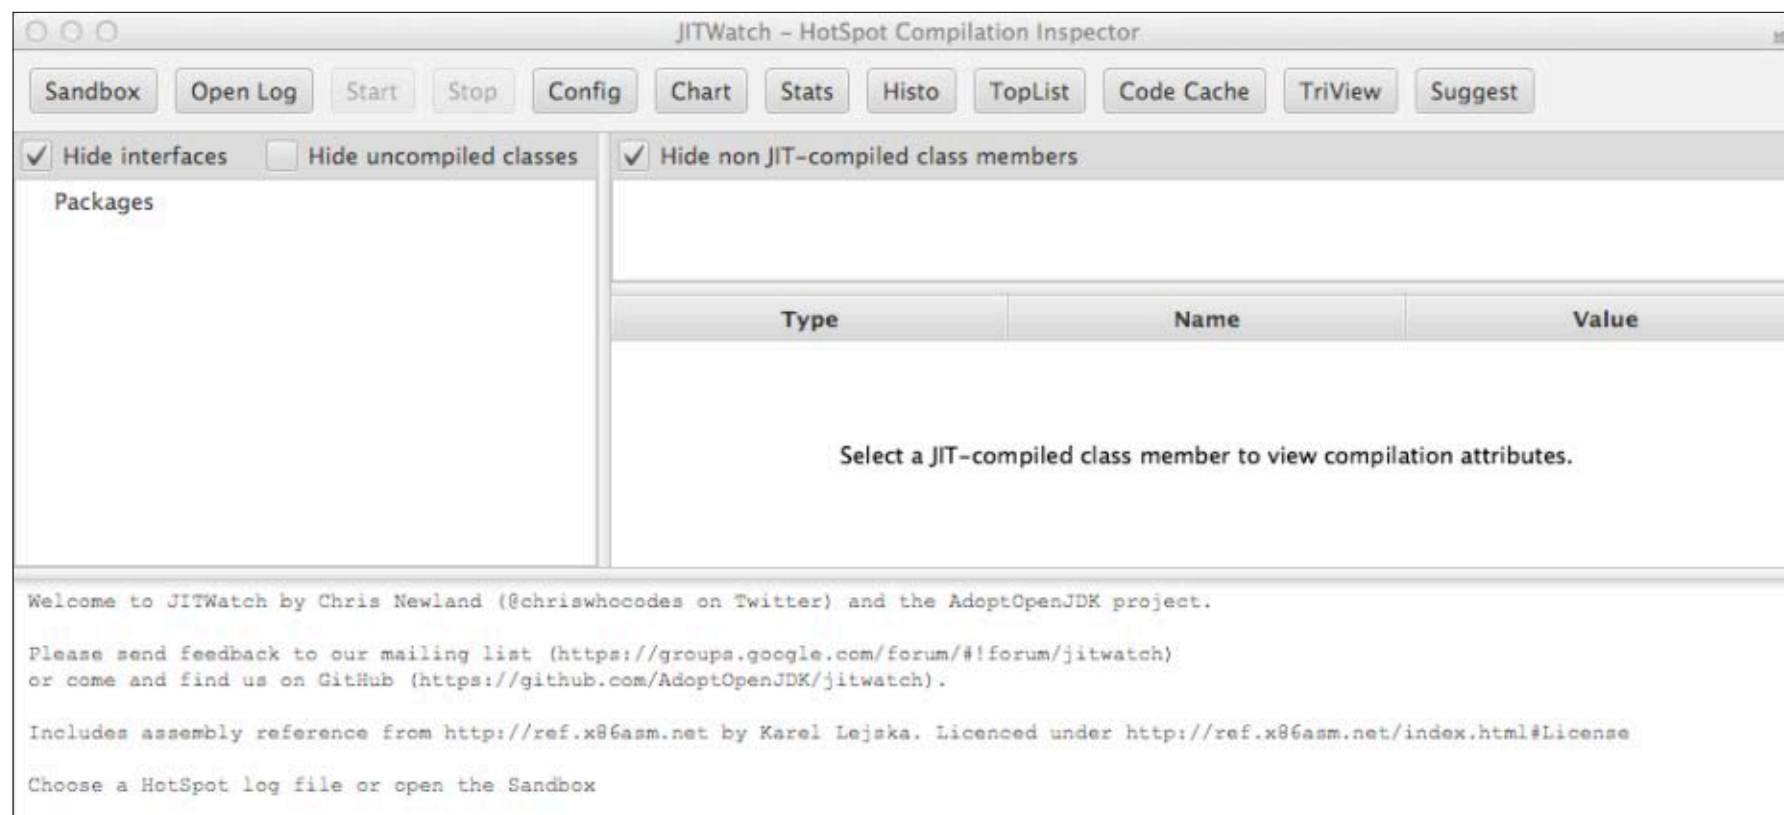 JITWatch – HotSpot Compilation Inspector
Sandbox Open Log Start Stop Config Chart Stats Histo TopList Code Cache TriView Suggest
Hide interfaces Hide uncompiled classes Hide non JIT-compiled class members
Packages
Type Name Value
Select a JIT-compiled class member to view compilation attributes.
Welcome to JITWatch by Chris Newland (@chriswhocodes on Twitter) and the AdoptOpenJDK project.
Please send feedback to our mailing list (https://groups.google.com/forum/#!forum/jitwatch)
or come and find us on GitHub (https://github.com/AdoptOpenJDK/jitwatch).
Includes assembly reference from http://ref.x86asm.net by Karel Lejska. Licenced under http://ref.x86asm.net/index.html#License
Choose a HotSpot log file or open the Sandbox